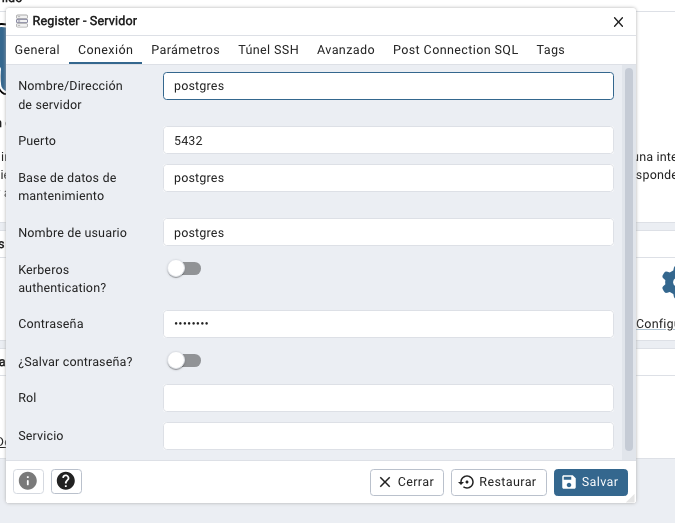 Register - Servidor
General Conexión Parámetros Túnel SSH Avanzado Post Connection SQL Tags
Nombre/Dirección
de servidor
postgres
Puerto
5432
Base de datos de
mantenimiento
postgres
Nombre de usuario
postgres
Kerberos
authentication?
Contraseña
••••••••
¿Salvar contraseña?
Rol
Servicio
Cerrar Restaurar Salvar
una inte
Config